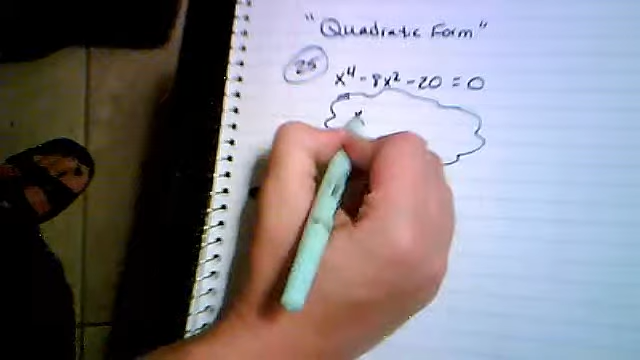 "Quadratic Form"
25 x⁴ - 8x² - 20 = 0
x